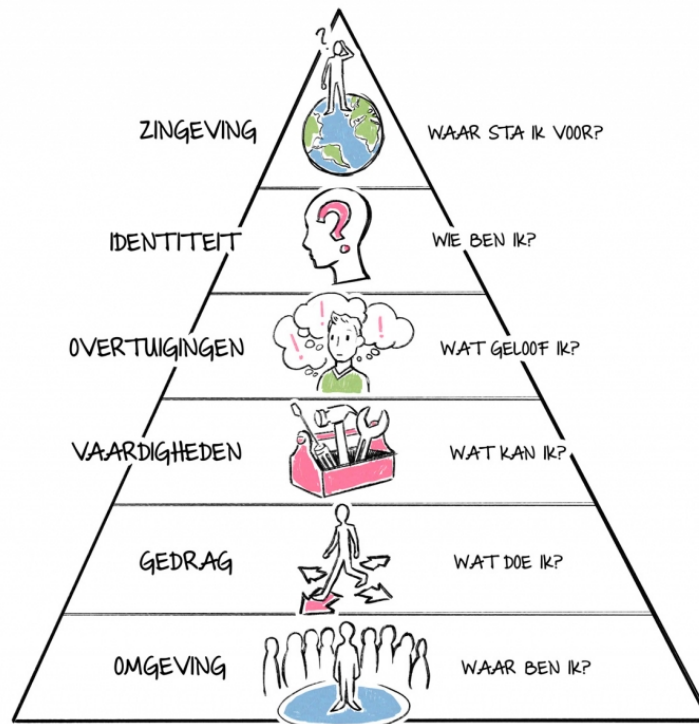 ?
ZINGEVING WAAR STA IK VOOR?
IDENTITEIT ? WIE BEN IK?
! ! !
OVERTUIGINGEN WAT GELOOF IK?
VAARDIGHEDEN WAT KAN IK?
GEDRAG WAT DOE IK?
OMGEVING WAAR BEN IK?